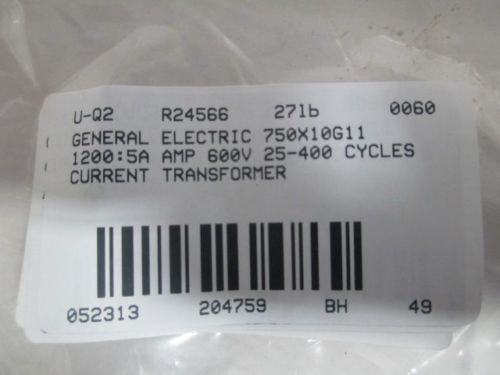 U-Q2 R24566 27lb 0060
GENERAL ELECTRIC 750X10G11
1200:5A AMP 600V 25-400 CYCLES
CURRENT TRANSFORMER
052313 204759 BH 49